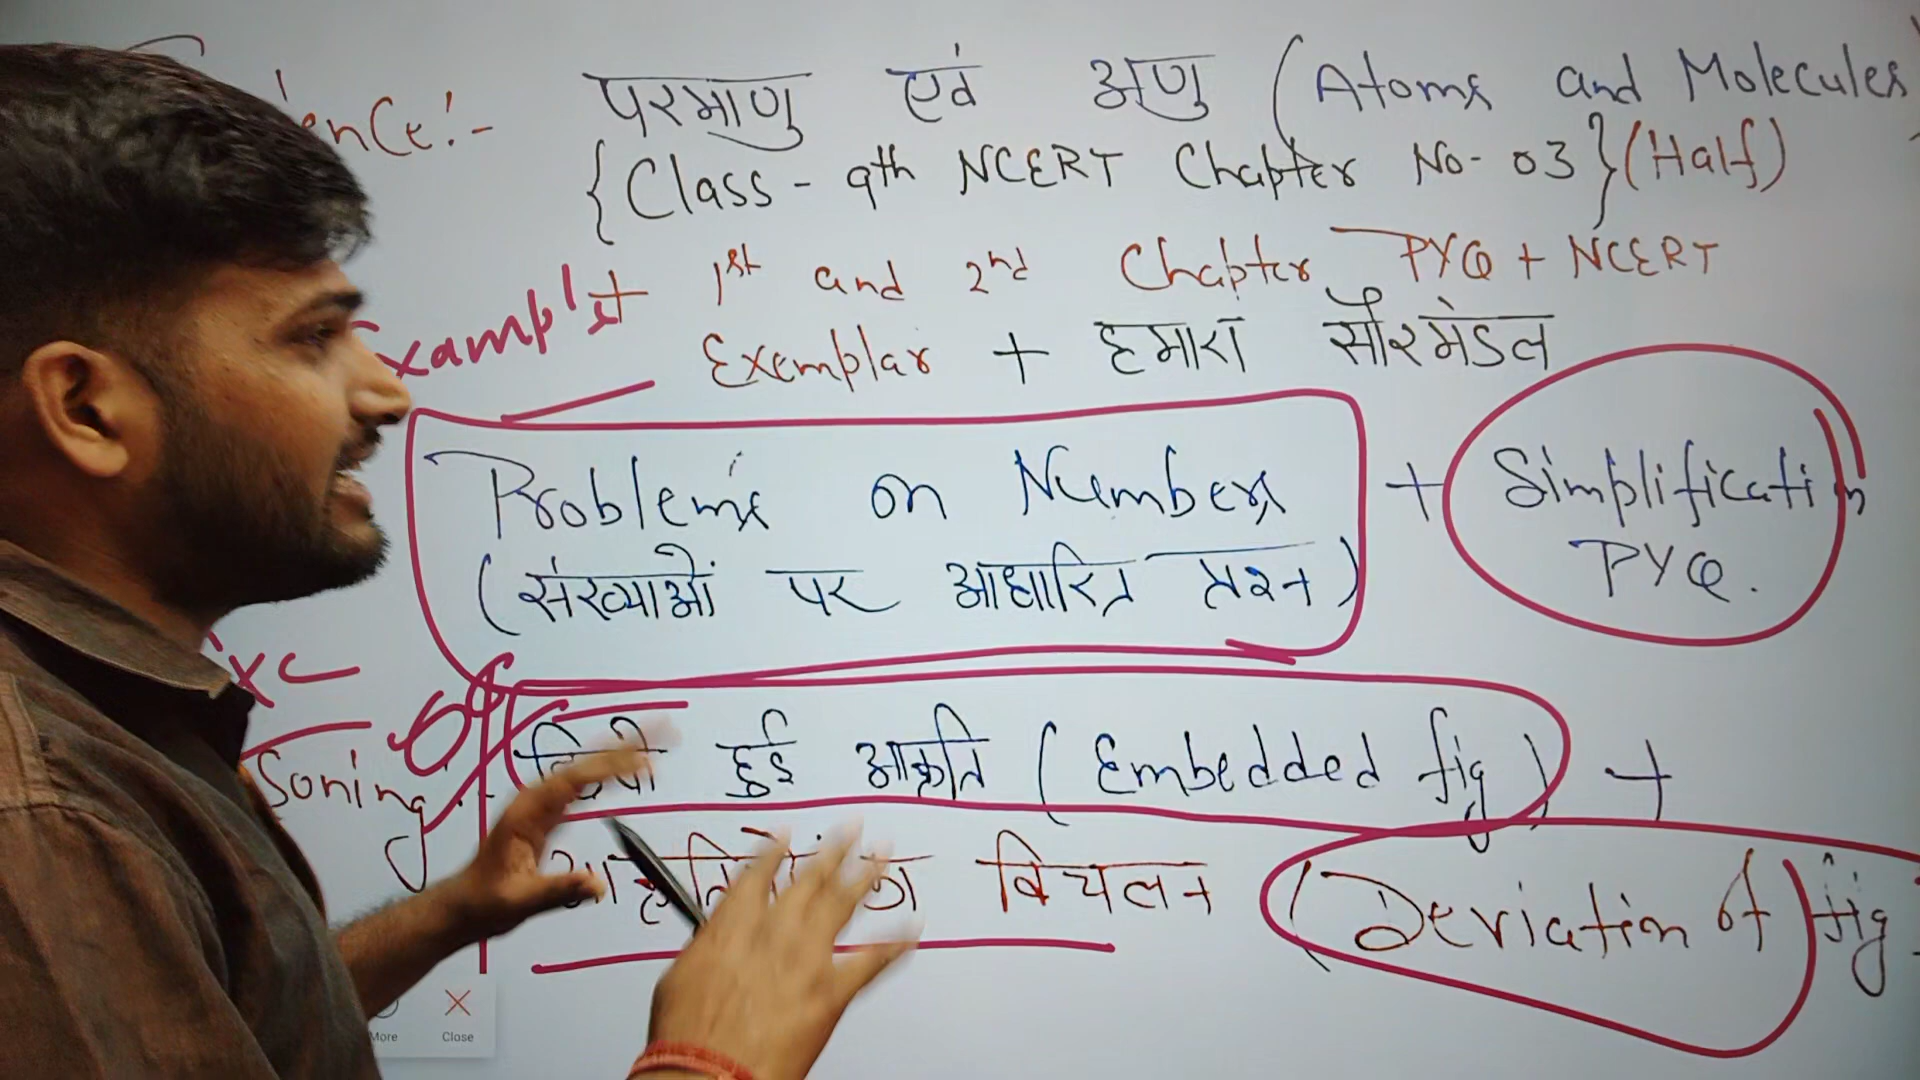 परमाणु एवं अणु (Atoms and Molecules)
{Class - 9th NCERT Chapter No- 03} (Half)
1st and 2nd Chapter PYQ + NCERT
Exemplar + हमारा सौरमंडल
Problems on Numbers + Simplification
(संख्याओं पर आधारित प्रश्न) PYQ.
हुई आकृति (Embedded fig) +
विचलन (Deviation of fig
More Close